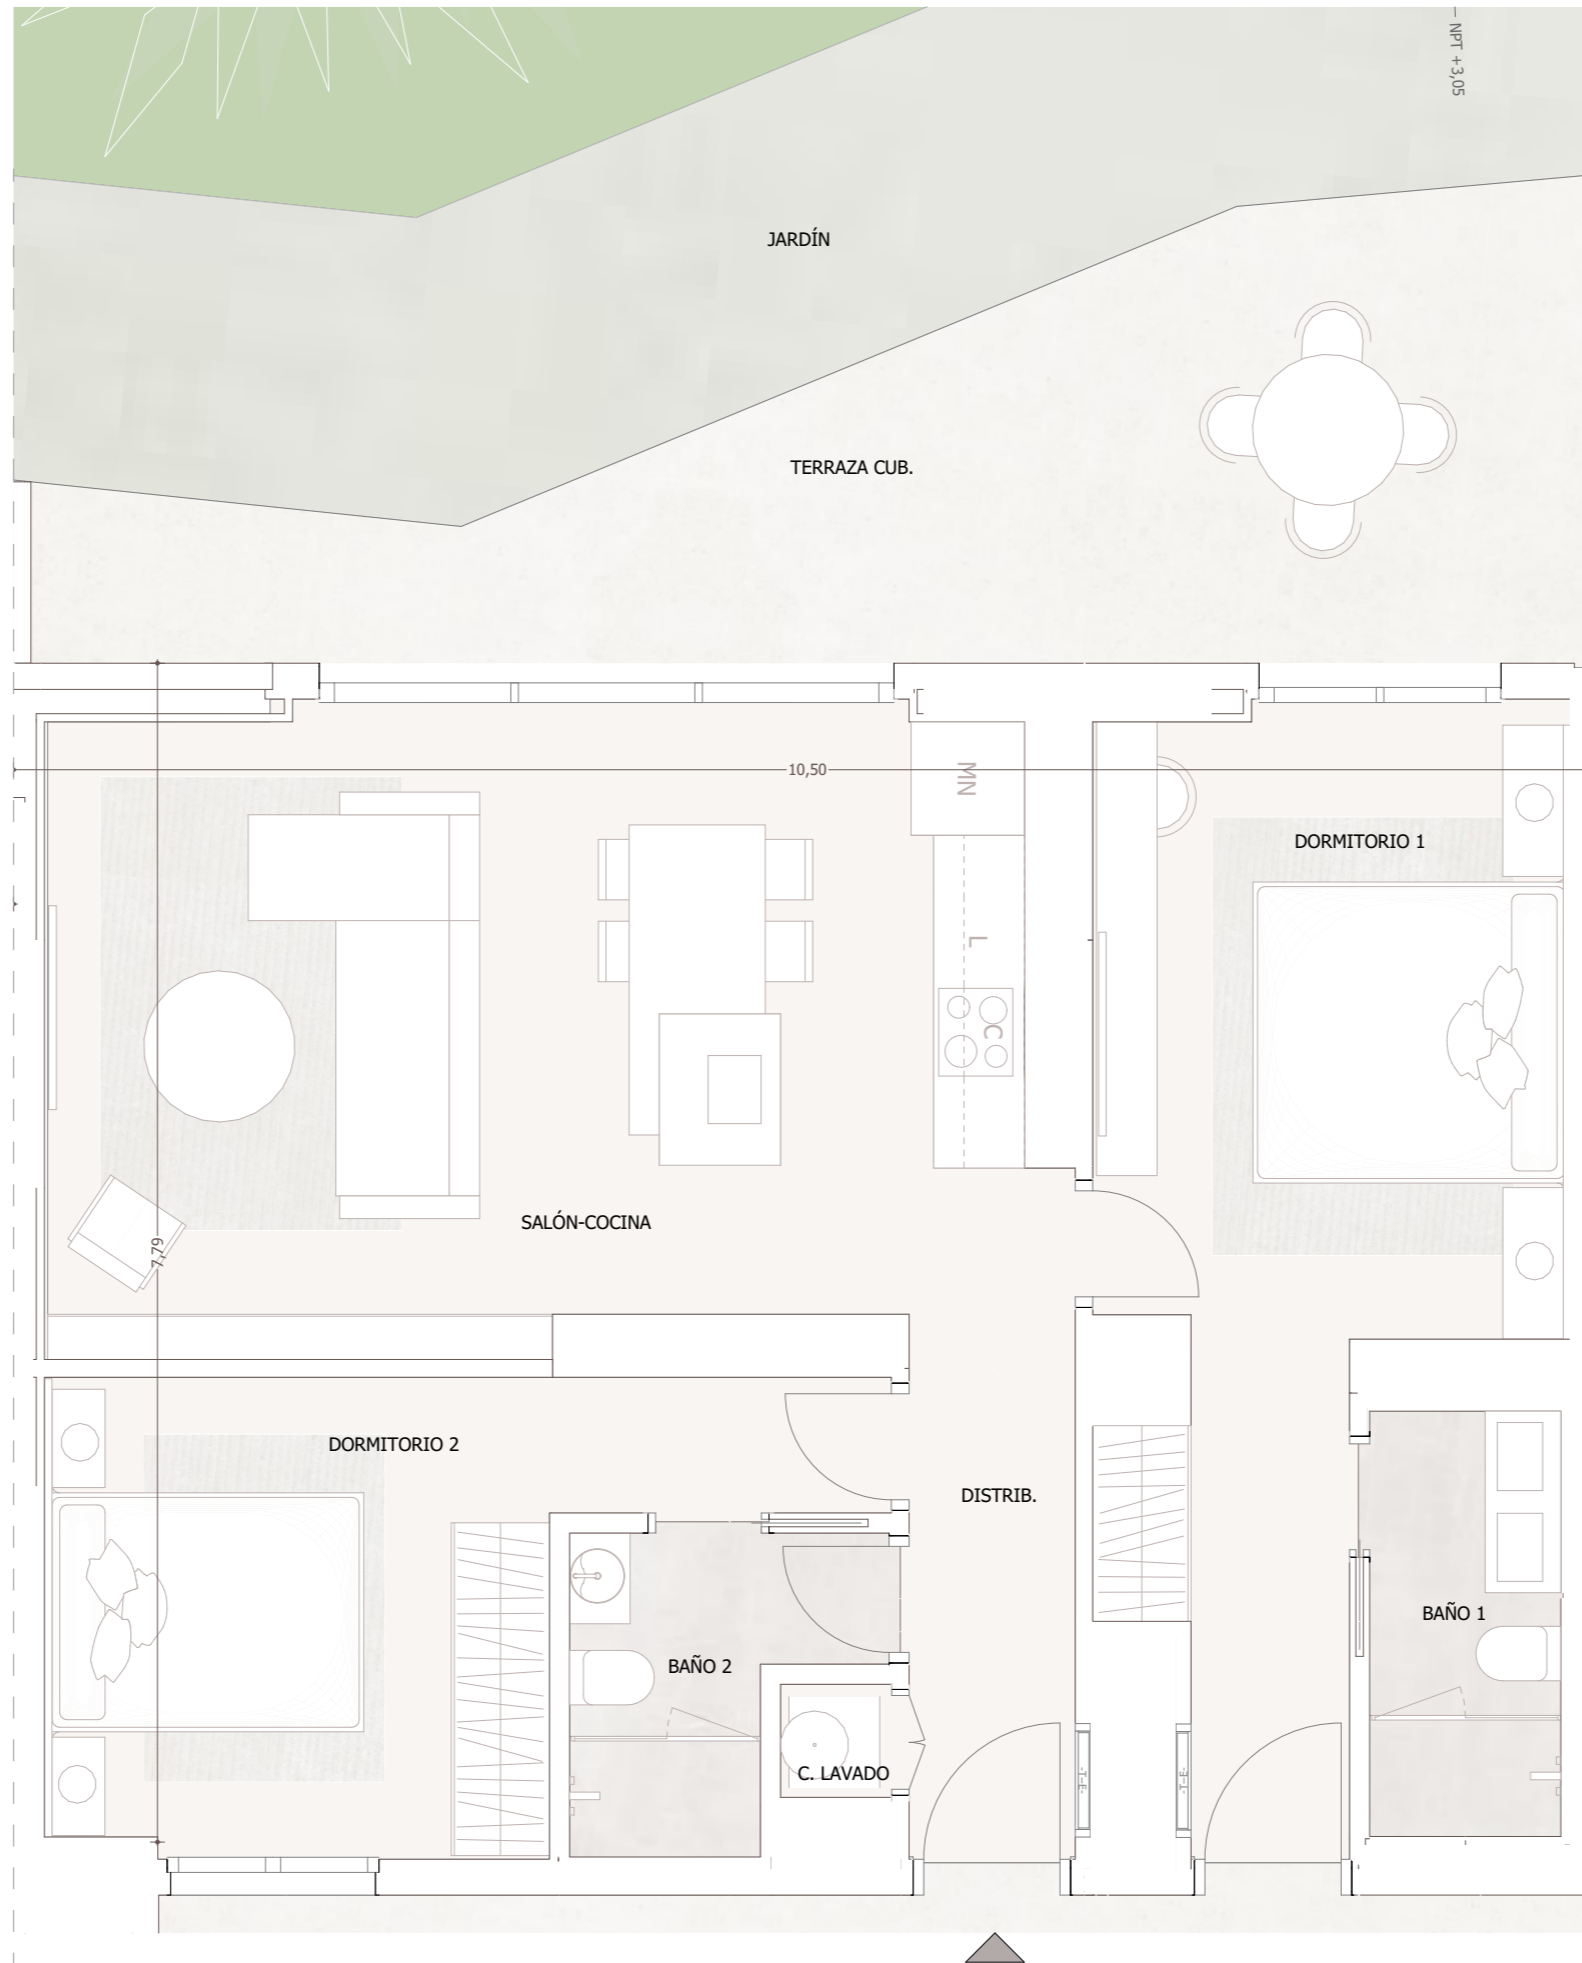 NPT +3,05
JARDÍN
TERRAZA CUB.
10,50
MN
DORMITORIO 1
L
C
SALÓN-COCINA
7,79
DORMITORIO 2
DISTRIB.
BAÑO 1
BAÑO 2
C. LAVADO
-T-E-
-T-E-